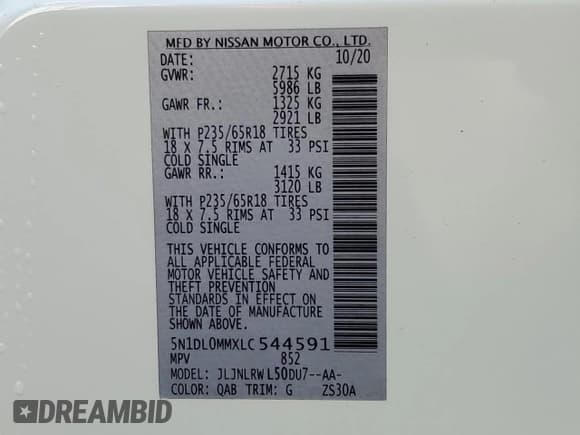 MFD BY NISSAN MOTOR CO., LTD.
DATE: 10/20
GVWR: 2715 KG
5986 LB
GAWR FR.: 1325 KG
2921 LB
WITH P235/65R18 TIRES
18 X 7.5 RIMS AT 33 PSI
COLD SINGLE
GAWR RR.: 1415 KG
3120 LB
WITH P235/65R18 TIRES
18 X 7.5 RIMS AT 33 PSI
COLD SINGLE
THIS VEHICLE CONFORMS TO
ALL APPLICABLE FEDERAL
MOTOR VEHICLE SAFETY AND
THEFT PREVENTION
STANDARDS IN EFFECT ON
THE DATE OF MANUFACTURE
SHOWN ABOVE.
5N1DL0MMXLC544591
MPV 852
MODEL: JLJNLRWL50DU7--AA-
COLOR: QAB TRIM: G ZS30A
DREAMBID